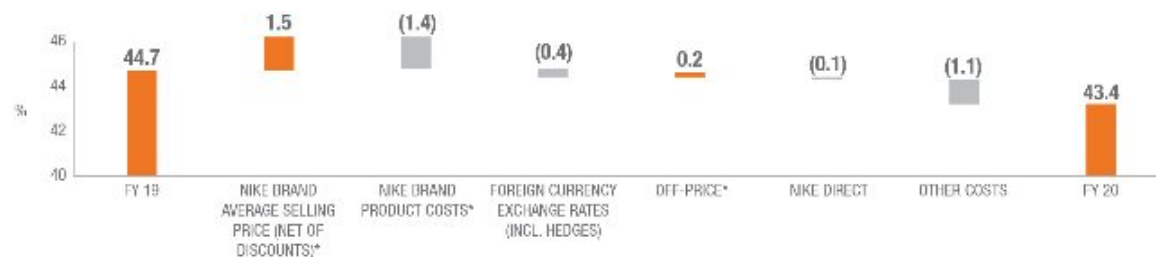 46
44
42
40
%
44.7
1.5
(1.4)
(0.4)
0.2
(0.1)
(1.1)
43.4
FY 19
NIKE BRAND
AVERAGE SELLING
PRICE (NET OF
DISCOUNTS)*
NIKE BRAND
PRODUCT COSTS*
FOREIGN CURRENCY
EXCHANGE RATES
(INCL. HEDGES)
OFF-PRICE*
NIKE DIRECT
OTHER COSTS
FY 20